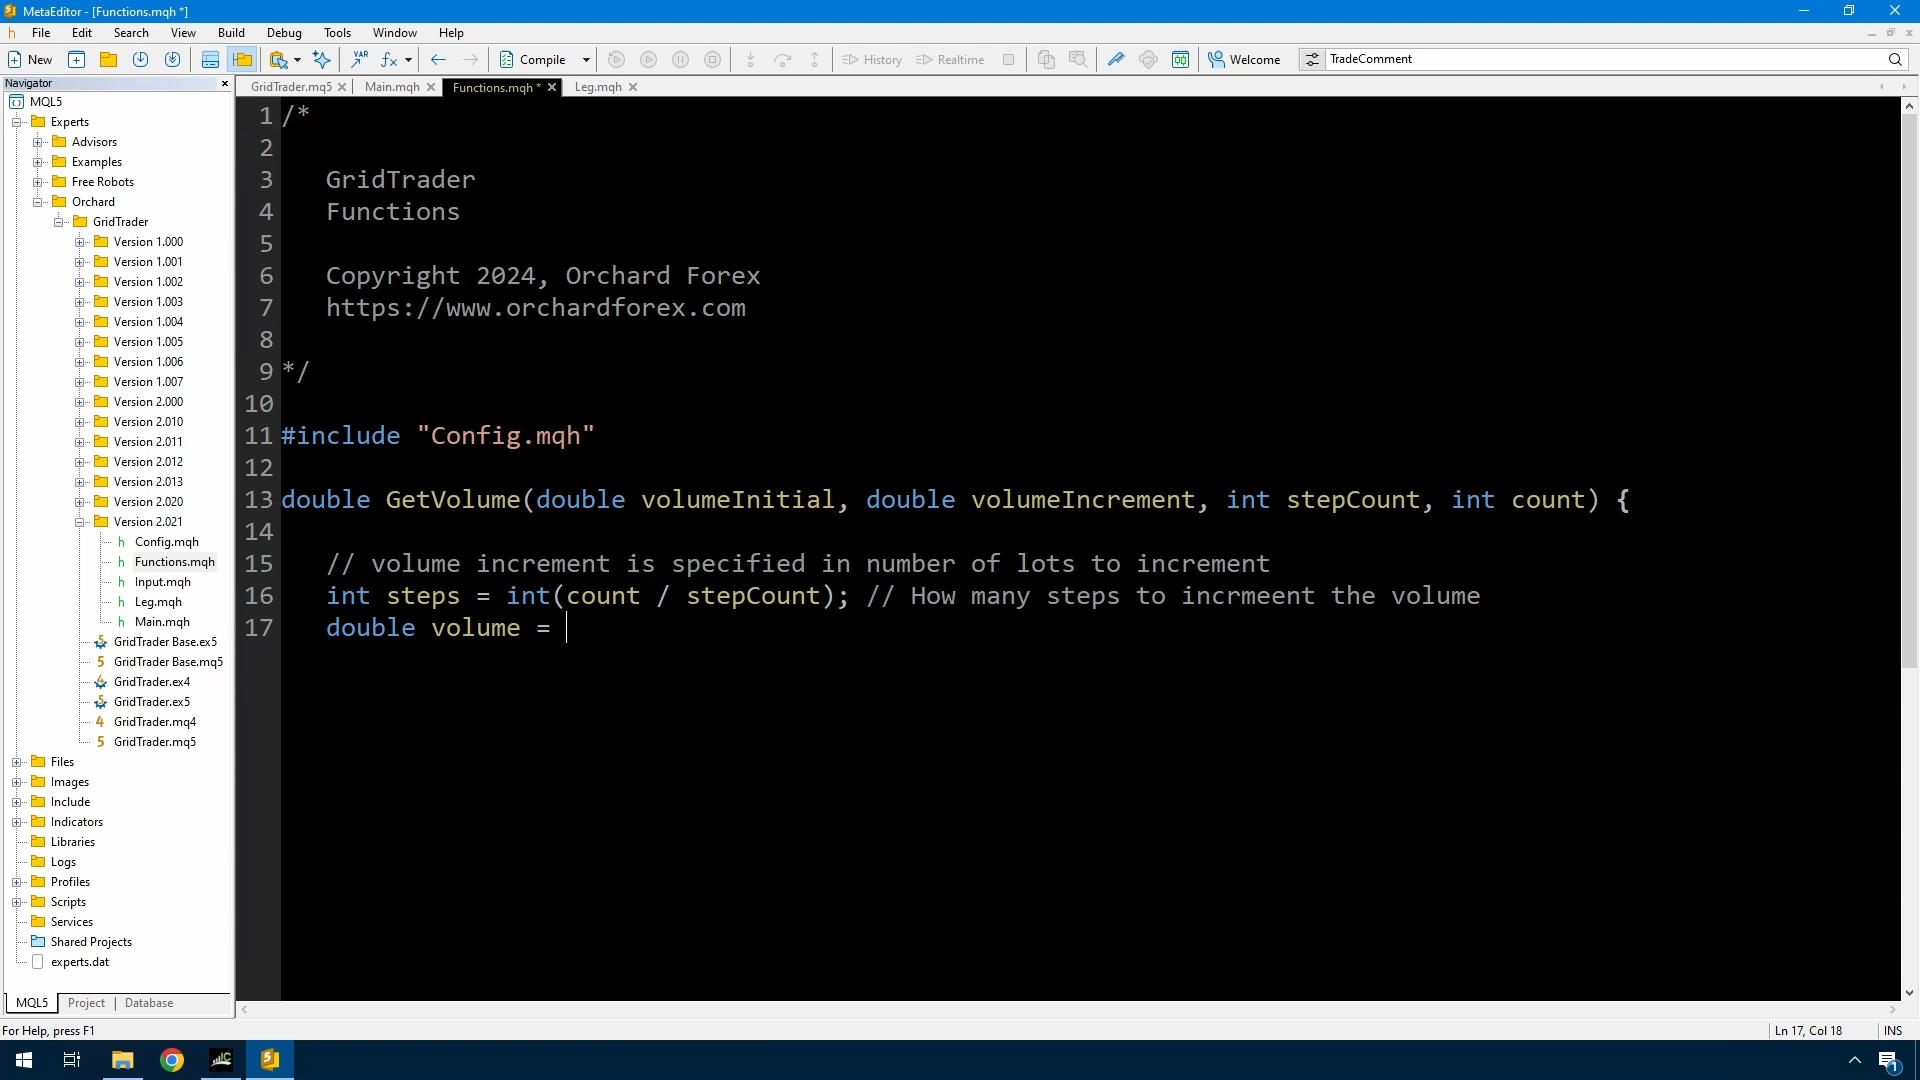 MetaEditor - [Functions.mqh *]
File Edit Search View Build Debug Tools Window Help
New VAR fx Compile History Realtime Welcome TradeComment
Navigator
GridTrader.mq5 Main.mqh Functions.mqh * Leg.mqh
MQL5
Experts
Advisors
Examples
Free Robots
Orchard
GridTrader
Version 1.000
Version 1.001
Version 1.002
Version 1.003
Version 1.004
Version 1.005
Version 1.006
Version 1.007
Version 2.000
Version 2.010
Version 2.011
Version 2.012
Version 2.013
Version 2.020
Version 2.021
h Config.mqh
h Functions.mqh
h Input.mqh
h Leg.mqh
h Main.mqh
5 GridTrader Base.ex5
5 GridTrader Base.mq5
4 GridTrader.ex4
5 GridTrader.ex5
4 GridTrader.mq4
5 GridTrader.mq5
Files
Images
Include
Indicators
Libraries
Logs
Profiles
Scripts
Services
Shared Projects
experts.dat
MQL5 Project Database
1 /*
2
3 GridTrader
4 Functions
5
6 Copyright 2024, Orchard Forex
7 https://www.orchardforex.com
8
9 */
10
11 #include "Config.mqh"
12
13 double GetVolume(double volumeInitial, double volumeIncrement, int stepCount, int count) {
14
15 // volume increment is specified in number of lots to increment
16 int steps = int(count / stepCount); // How many steps to incrmeent the volume
17 double volume =
For Help, press F1
Ln 17, Col 18 INS
1